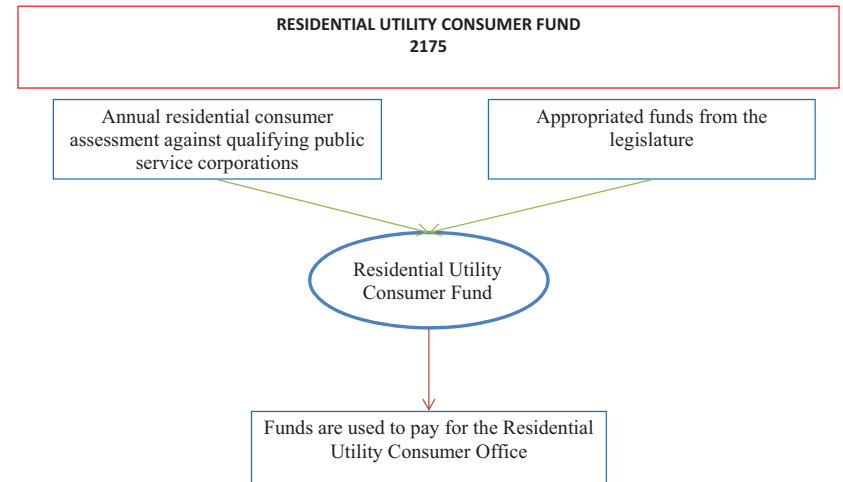 RESIDENTIAL UTILITY CONSUMER FUND
2175
Annual residential consumer
assessment against qualifying public
service corporations
Appropriated funds from the
legislature
Residential Utility
Consumer Fund
Funds are used to pay for the Residential
Utility Consumer Office